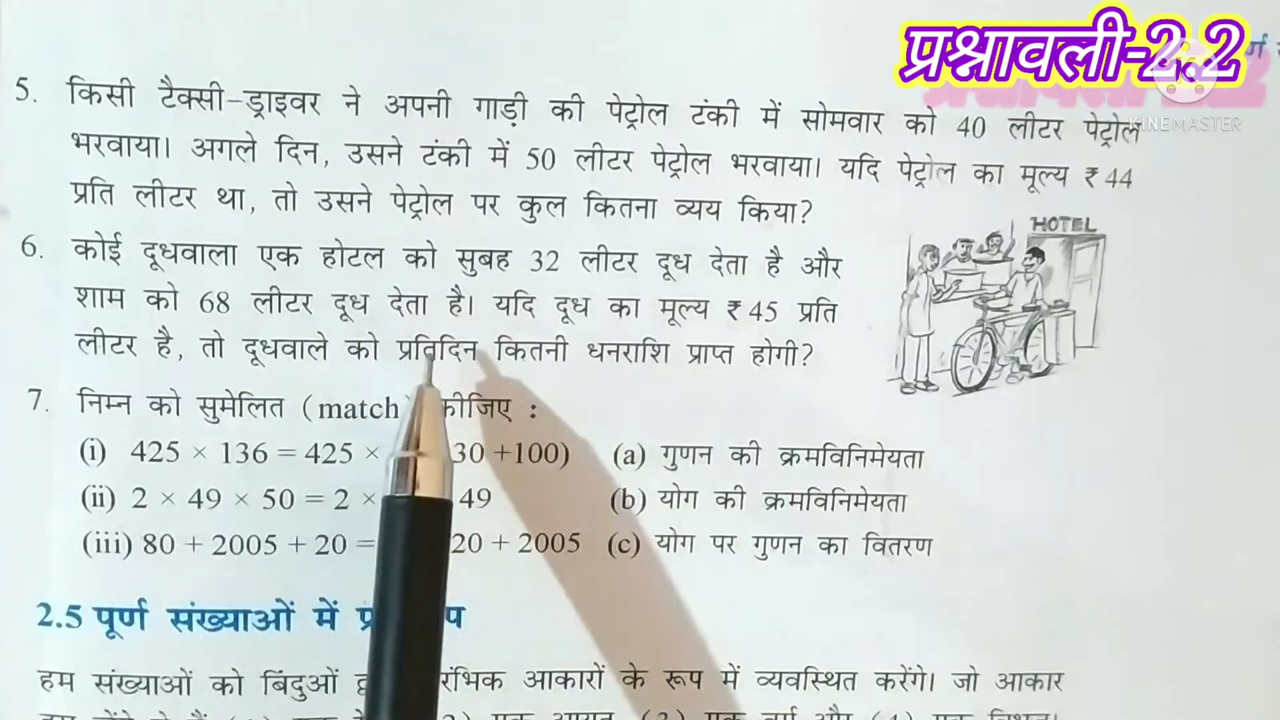 प्रश्नावली-2.2
KINEMASTER
5. किसी टैक्सी-ड्राइवर ने अपनी गाड़ी की पेट्रोल टंकी में सोमवार को 40 लीटर पेट्रोल
भरवाया। अगले दिन, उसने टंकी में 50 लीटर पेट्रोल भरवाया। यदि पेट्रोल का मूल्य ₹ 44
प्रति लीटर था, तो उसने पेट्रोल पर कुल कितना व्यय किया?
HOTEL
6. कोई दूधवाला एक होटल को सुबह 32 लीटर दूध देता है और
शाम को 68 लीटर दूध देता है। यदि दूध का मूल्य ₹ 45 प्रति
लीटर है, तो दूधवाले को प्रतिदिन कितनी धनराशि प्राप्त होगी?
7. निम्न को सुमेलित (match) कीजिए :
(i) 425 × 136 = 425 × 30 +100) (a) गुणन की क्रमविनिमेयता
(ii) 2 × 49 × 50 = 2 × 49 (b) योग की क्रमविनिमेयता
(iii) 80 + 2005 + 20 = 20 + 2005 (c) योग पर गुणन का वितरण
2.5 पूर्ण संख्याओं में
हम संख्याओं को बिंदुओं आकारों के रूप में व्यवस्थित करेंगे। जो आकार